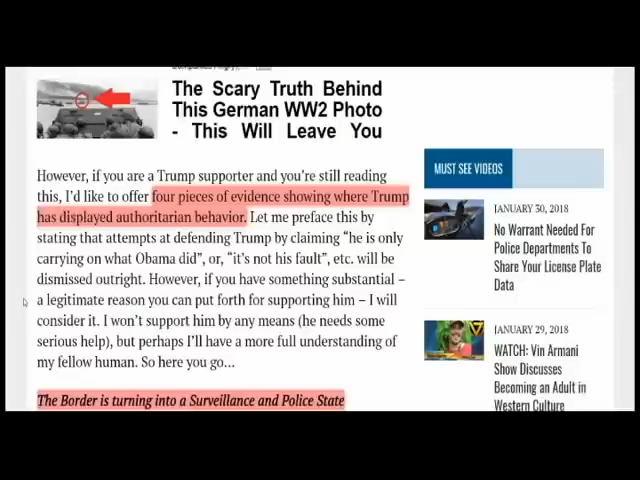 The Scary Truth Behind
This German WW2 Photo
- This Will Leave You
However, if you are a Trump supporter and you're still reading
this, I'd like to offer four pieces of evidence showing where Trump
has displayed authoritarian behavior. Let me preface this by
stating that attempts at defending Trump by claiming “he is only
carrying on what Obama did”, or, “it's not his fault”, etc. will be
dismissed outright. However, if you have something substantial –
a legitimate reason you can put forth for supporting him – I will
consider it. I won't support him by any means (he needs some
serious help), but perhaps I'll have a more full understanding of
my fellow human. So here you go…
The Border is turning into a Surveillance and Police State
MUST SEE VIDEOS
JANUARY 30, 2018
No Warrant Needed For
Police Departments To
Share Your License Plate
Data
JANUARY 29, 2018
WATCH: Vin Armani
Show Discusses
Becoming an Adult in
Western Culture